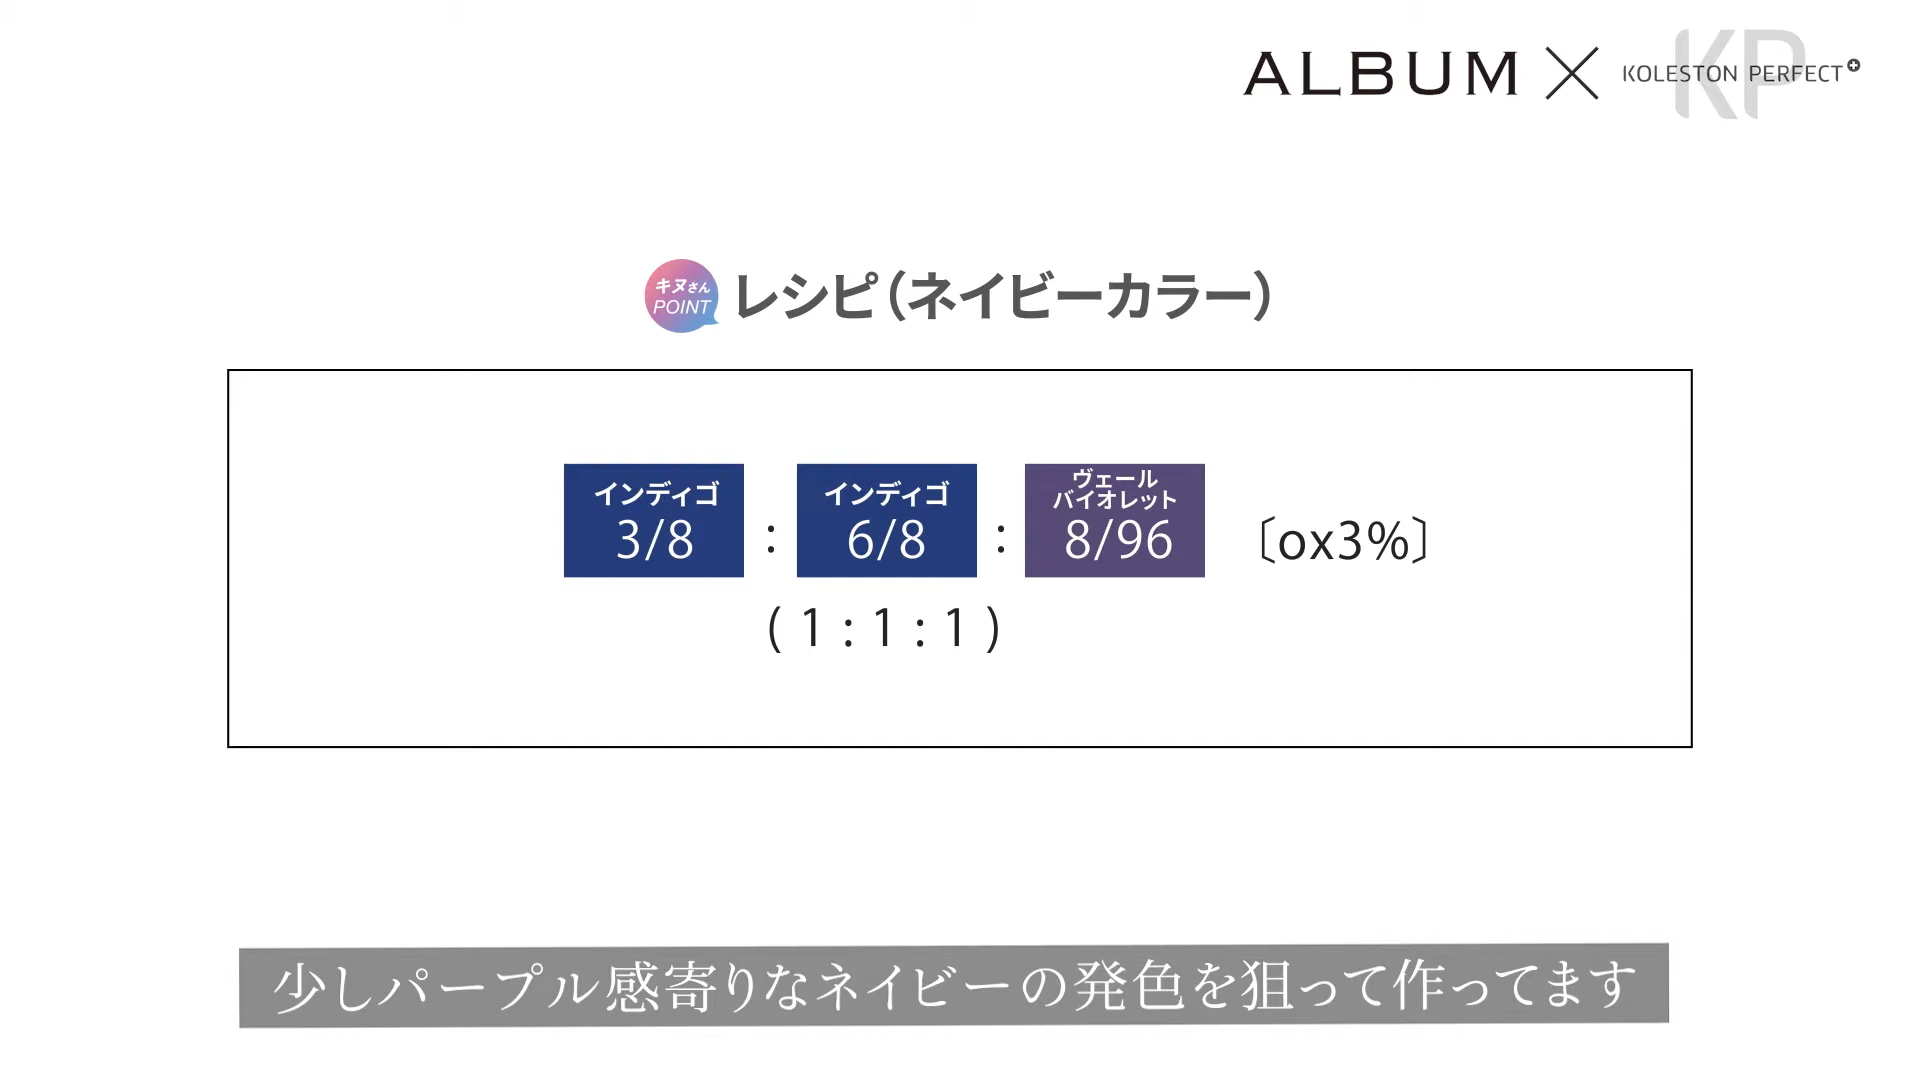 ALBUM × KOLESTON PERFECT
KP
キヌさん
POINT
レシピ（ネイビーカラー）
インディゴ
3/8
:
インディゴ
6/8
:
ヴェール
バイオレット
8/96
〔ox3%〕
( 1 : 1 : 1 )
少しパープル感寄りなネイビーの発色を狙って作ってます